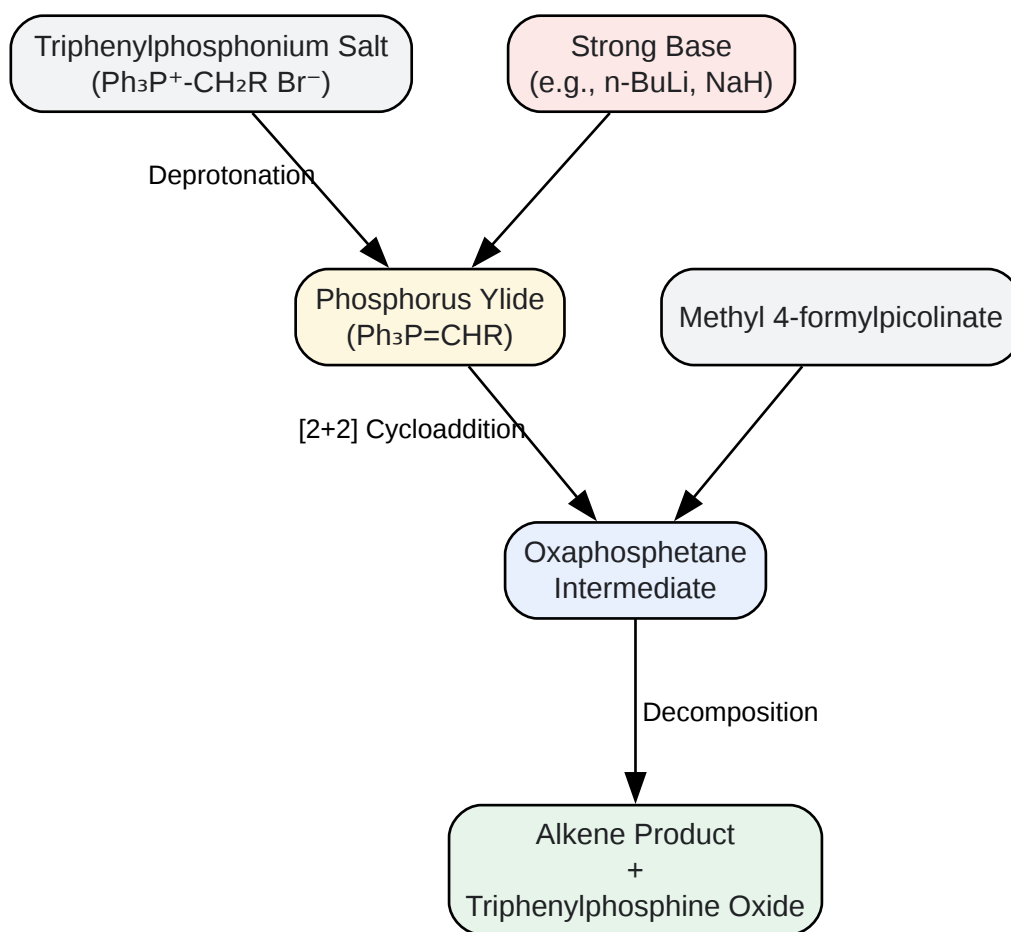 Triphenylphosphonium Salt
(Ph₃P⁺-CH₂R Br⁻)
Strong Base
(e.g., n-BuLi, NaH)
Deprotonation
Phosphorus Ylide
(Ph₃P=CHR)
Methyl 4-formylpicolinate
[2+2] Cycloaddition
Oxaphosphetane
Intermediate
Decomposition
Alkene Product
+
Triphenylphosphine Oxide